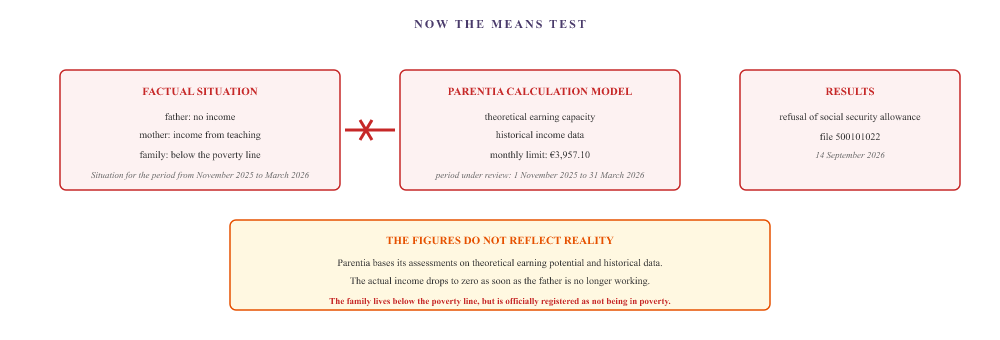 NOW THE MEANS TEST
FACTUAL SITUATION
father: no income
mother: income from teaching
family: below the poverty line
Situation for the period from November 2025 to March 2026
PARENTIA CALCULATION MODEL
theoretical earning capacity
historical income data
monthly limit: €3,957.10
period under review: 1 November 2025 to 31 March 2026
RESULTS
refusal of social security allowance
file 500101022
14 September 2026
THE FIGURES DO NOT REFLECT REALITY
Parentia bases its assessments on theoretical earning potential and historical data.
The actual income drops to zero as soon as the father is no longer working.
The family lives below the poverty line, but is officially registered as not being in poverty.